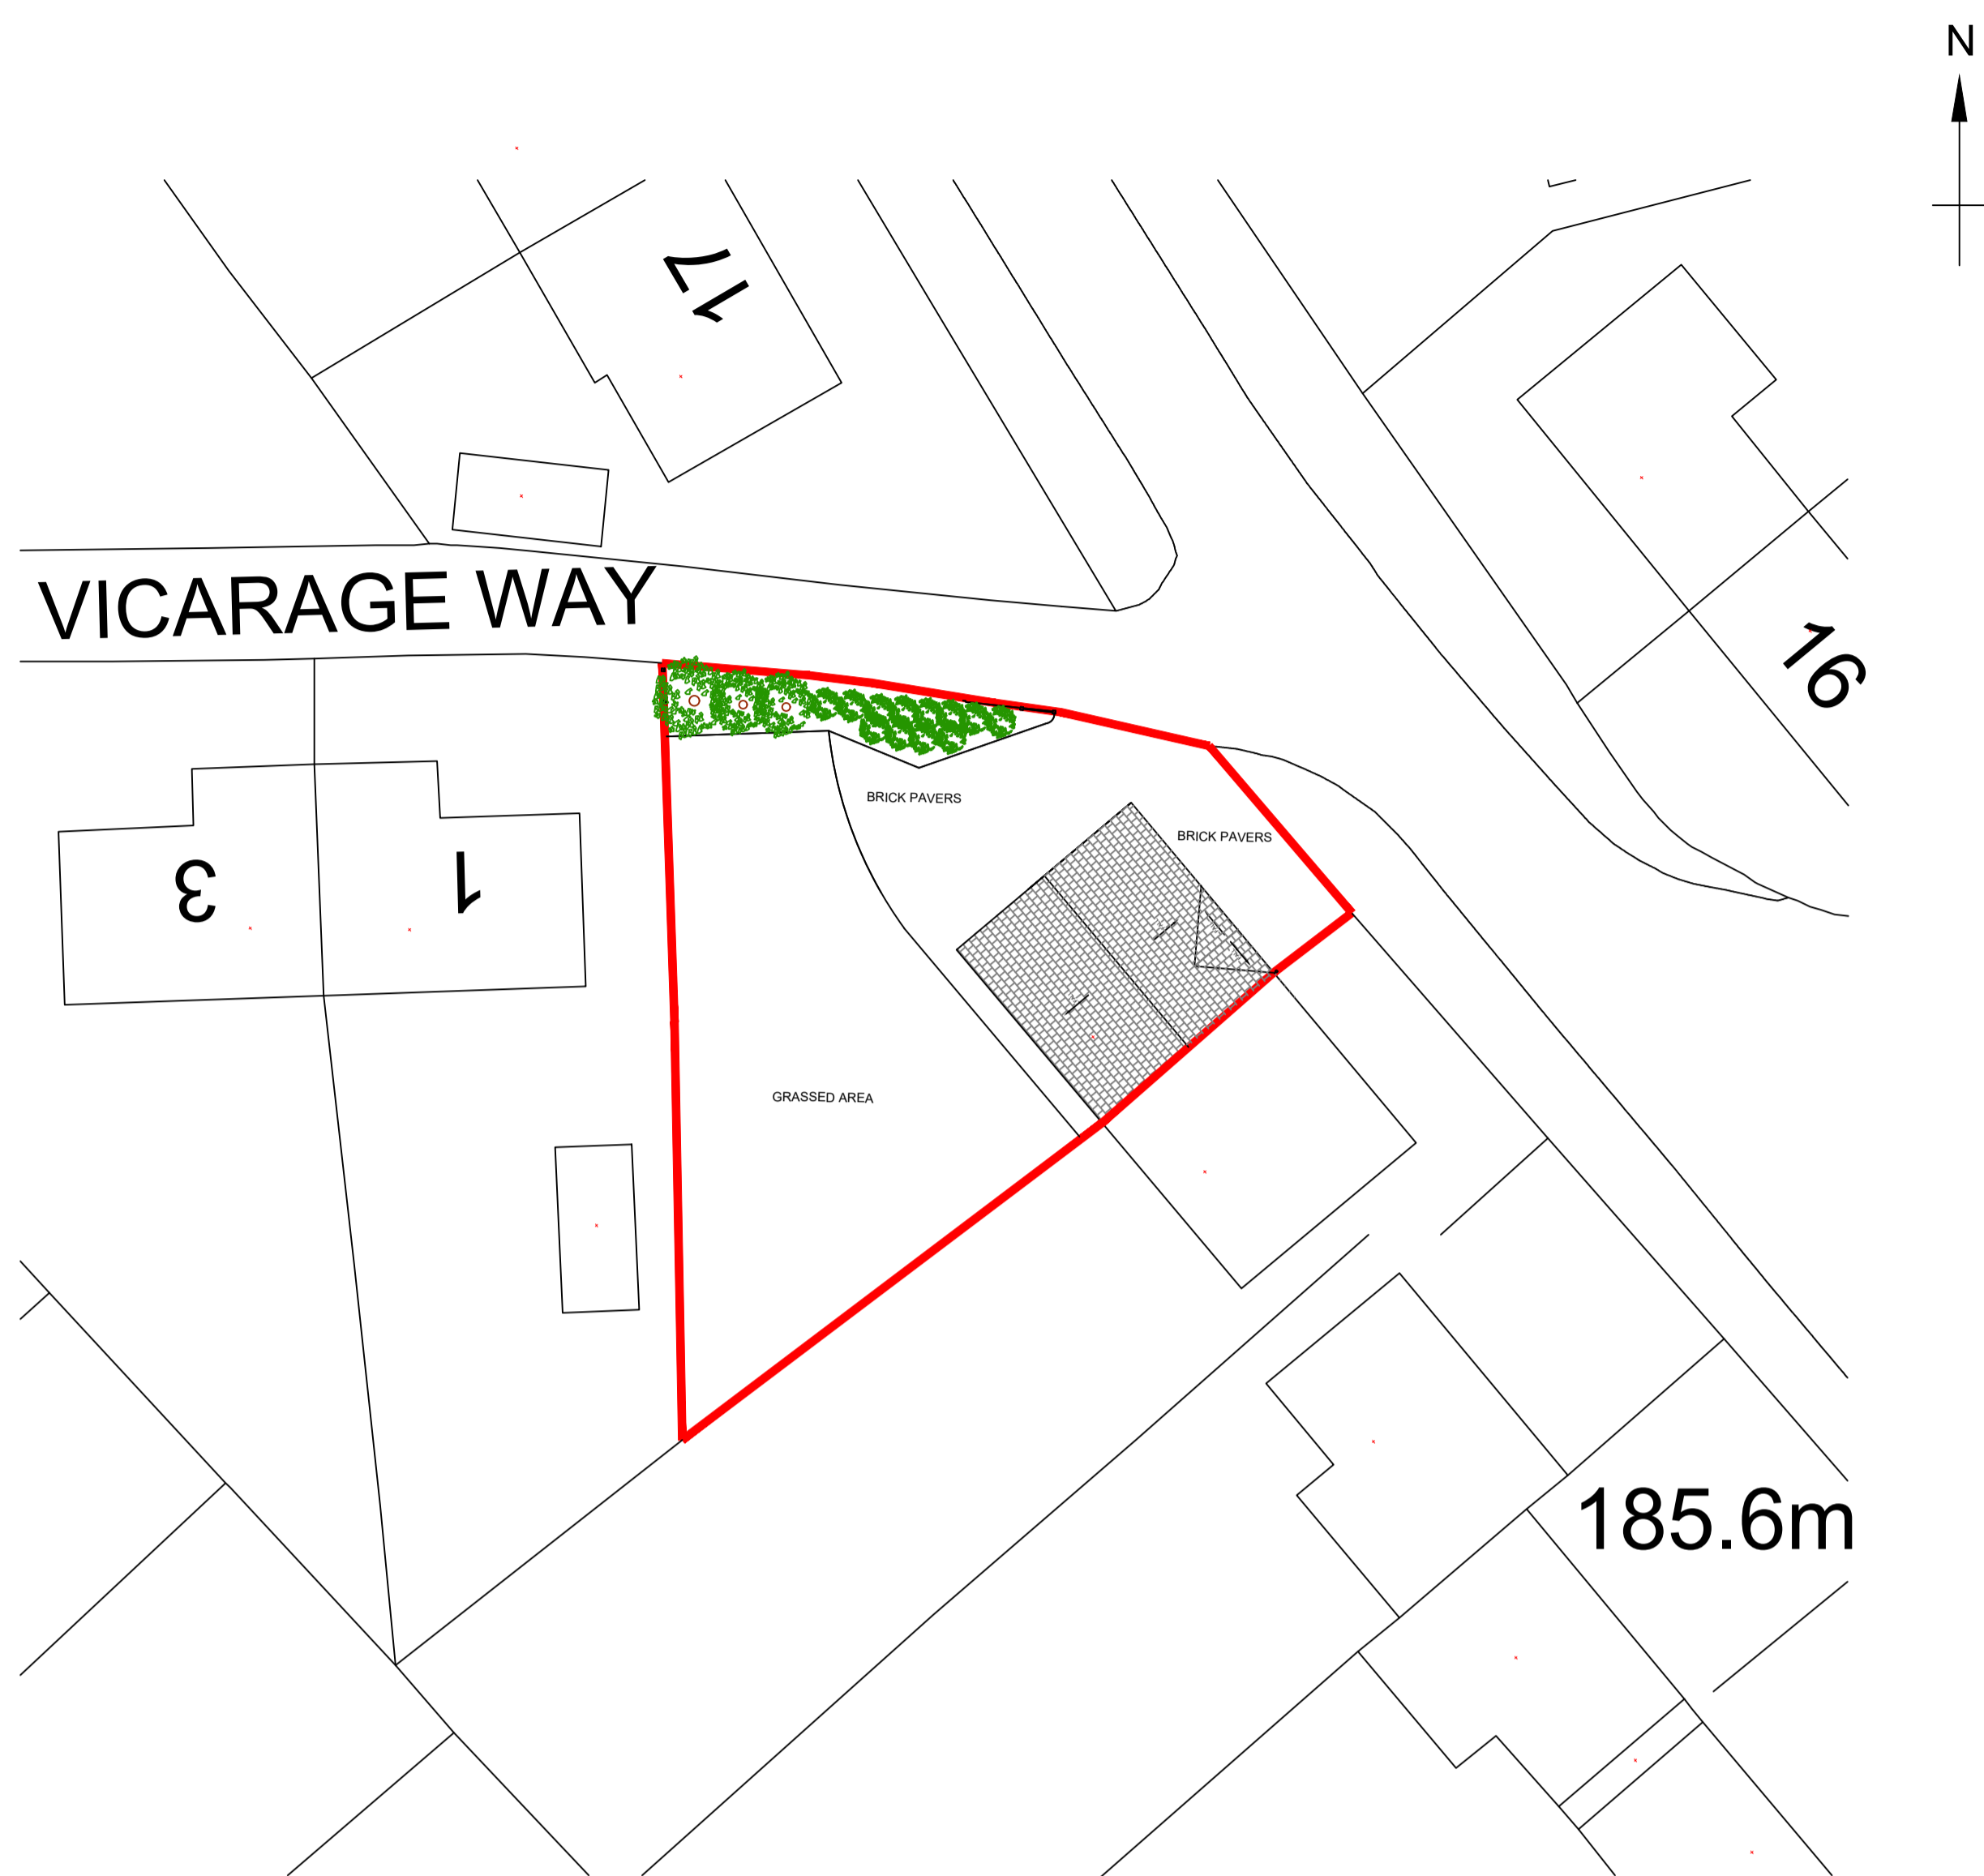 N
17
VICARAGE WAY
16
BRICK PAVERS
BRICK PAVERS
3
1
GRASSED AREA
185.6m